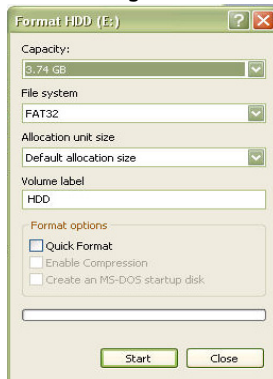 Format HDD (E:)
Capacity:
3.74 GB
File system
FAT32
Allocation unit size
Default allocation size
Volume label
HDD
Format options
Quick Format
Enable Compression
Create an MS-DOS startup disk
Start Close